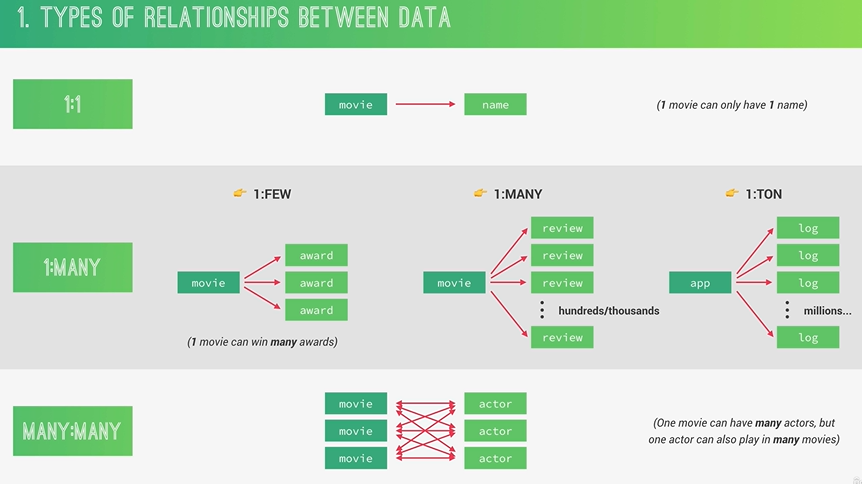 1. TYPES OF RELATIONSHIPS BETWEEN DATA
1:1
movie
name
(1 movie can only have 1 name)
1:MANY
👉 1:FEW
movie
award
award
award
(1 movie can win many awards)
👉 1:MANY
movie
review
review
review
hundreds/thousands
review
👉 1:TON
app
log
log
log
millions...
log
MANY:MANY
movie
movie
movie
actor
actor
actor
(One movie can have many actors, but
one actor can also play in many movies)